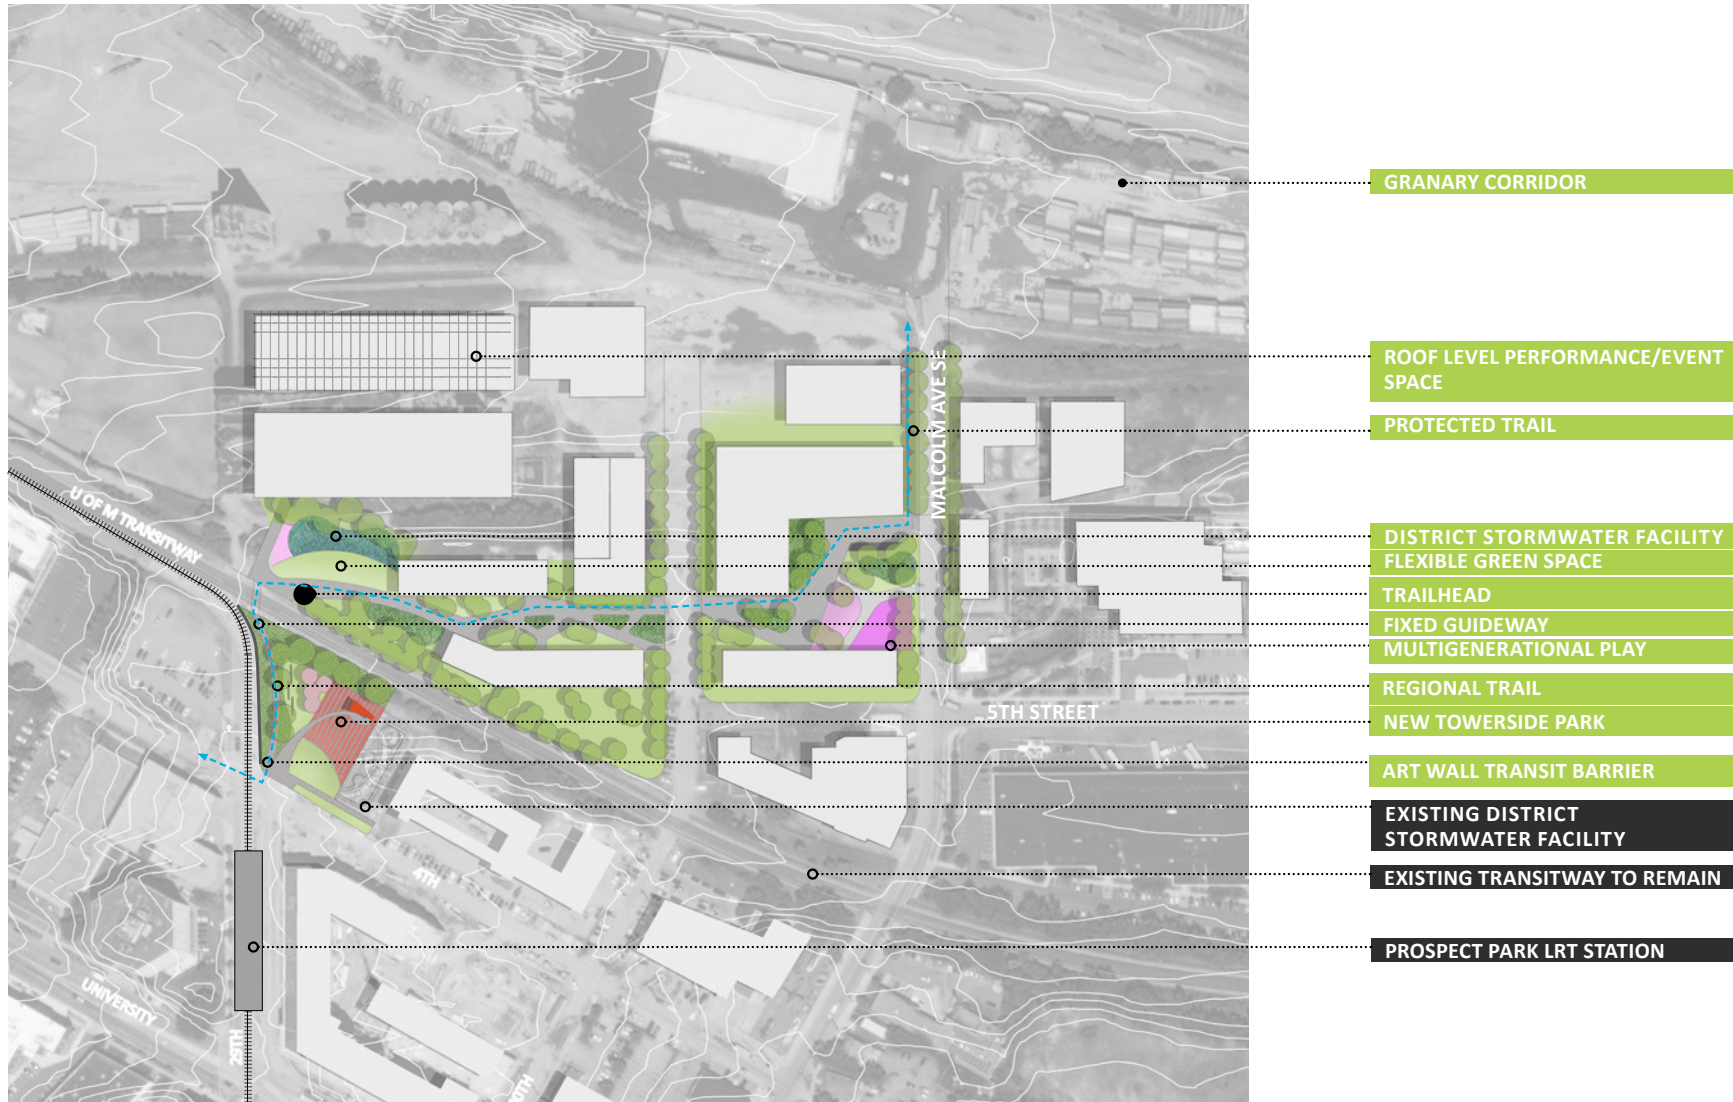 GRANARY CORRIDOR
ROOF LEVEL PERFORMANCE/EVENT
SPACE
PROTECTED TRAIL
MALCOLM AVE SE
U OF M TRANSITWAY
DISTRICT STORMWATER FACILITY
FLEXIBLE GREEN SPACE
TRAILHEAD
FIXED GUIDEWAY
MULTIGENERATIONAL PLAY
REGIONAL TRAIL
5TH STREET
NEW TOWERSIDE PARK
ART WALL TRANSIT BARRIER
EXISTING DISTRICT
STORMWATER FACILITY
4TH
EXISTING TRANSITWAY TO REMAIN
PROSPECT PARK LRT STATION
UNIVERSITY
29TH
30TH